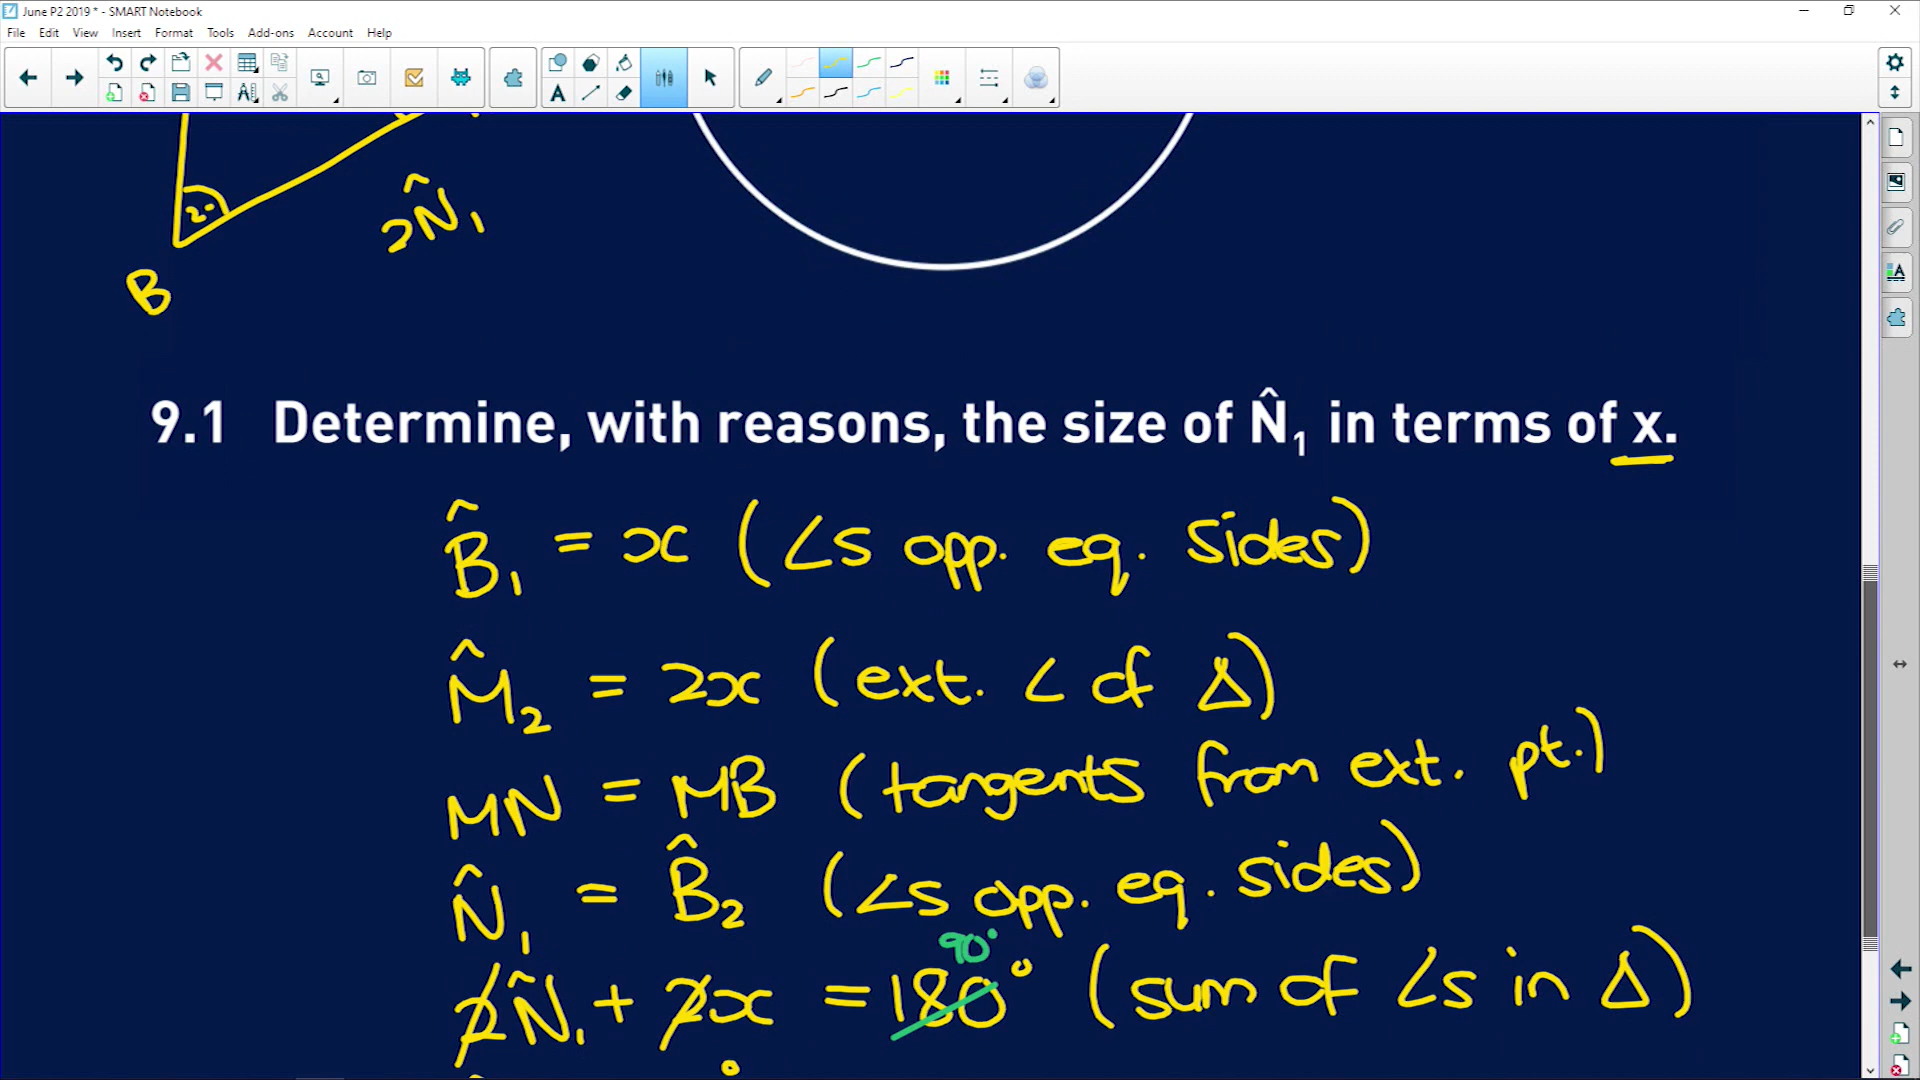 June P2 2019 * - SMART Notebook
File Edit View Insert Format Tools Add-ons Account Help
2
2N̂₁
B
9.1 Determine, with reasons, the size of N̂₁ in terms of x.
B̂₁ = x (∠s opp. eq. sides)
M̂₂ = 2x (ext. ∠ of Δ)
MN = MB (tangents from ext. pt.)
N̂₁ = B̂₂ (∠s opp. eq. sides)
90°
2N̂₁ + 2x = 180° (sum of ∠s in Δ)